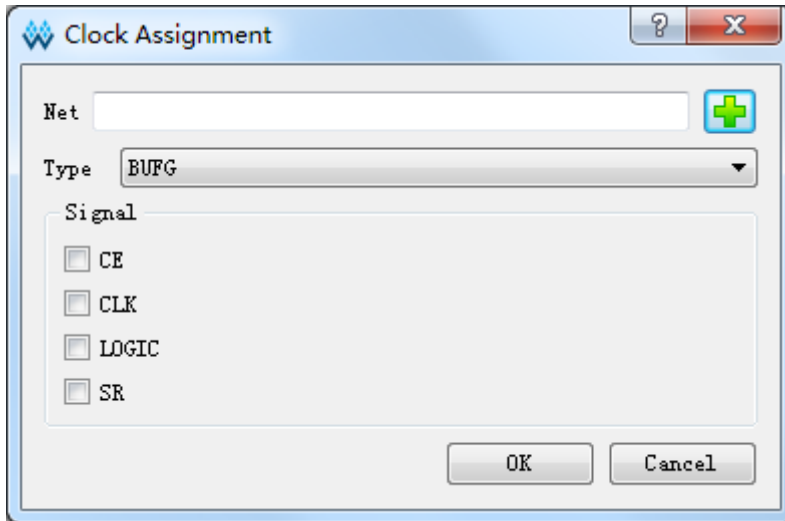 Clock Assignment
Net
Type BUFG
Signal
CE
CLK
LOGIC
SR
OK Cancel